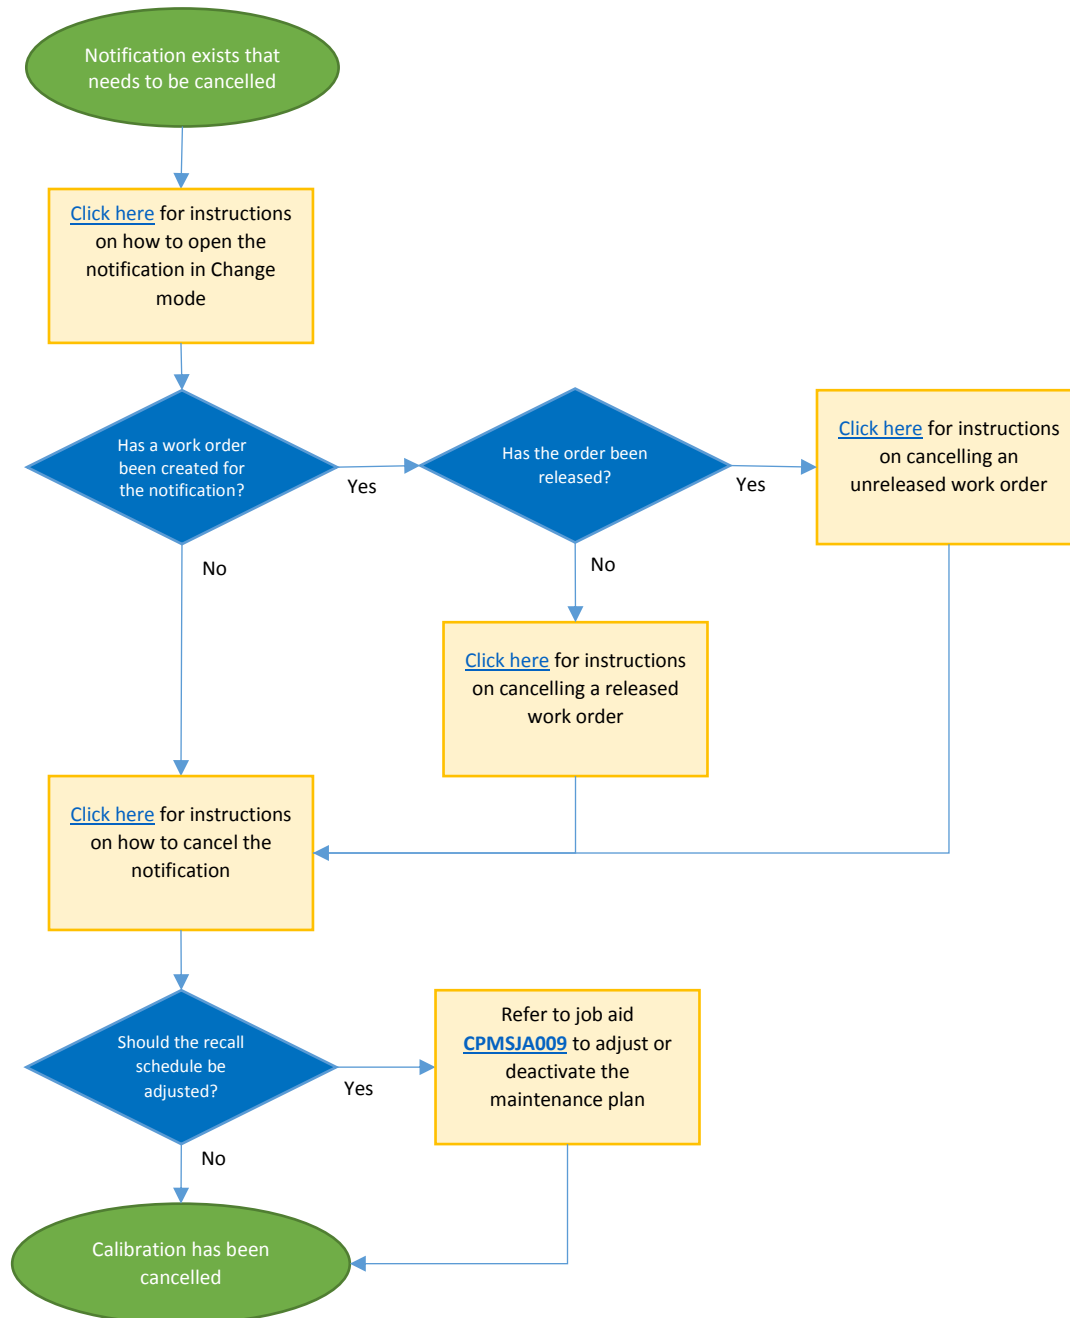 Notification exists that
needs to be cancelled
Click here for instructions
on how to open the
notification in Change
mode
Has a work order
been created for
the notification?
Yes
No
Has the order been
released?
Yes
No
Click here for instructions
on cancelling an
unreleased work order
Click here for instructions
on cancelling a released
work order
Click here for instructions
on how to cancel the
notification
Should the recall
schedule be
adjusted?
Yes
No
Refer to job aid
CPMSJA009 to adjust or
deactivate the
maintenance plan
Calibration has been
cancelled